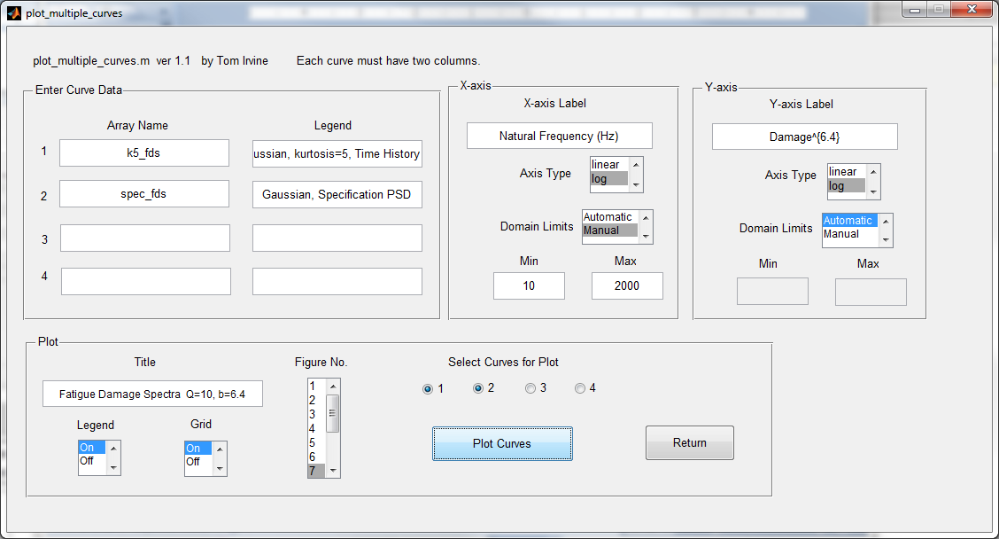 plot_multiple_curves
plot_multiple_curves.m ver 1.1 by Tom Irvine Each curve must have two columns.
Enter Curve Data
Array Name Legend
1 k5_fds ussian, kurtosis=5, Time History
2 spec_fds Gaussian, Specification PSD
3
4
X-axis
X-axis Label
Natural Frequency (Hz)
Axis Type
linear
log
Domain Limits
Automatic
Manual
Min Max
10 2000
Y-axis
Y-axis Label
Damage^{6.4}
Axis Type
linear
log
Domain Limits
Automatic
Manual
Min Max
Plot
Title
Fatigue Damage Spectra Q=10, b=6.4
Legend
On
Off
Grid
On
Off
Figure No.
1
2
3
4
5
6
7
Select Curves for Plot
1 2 3 4
Plot Curves
Return